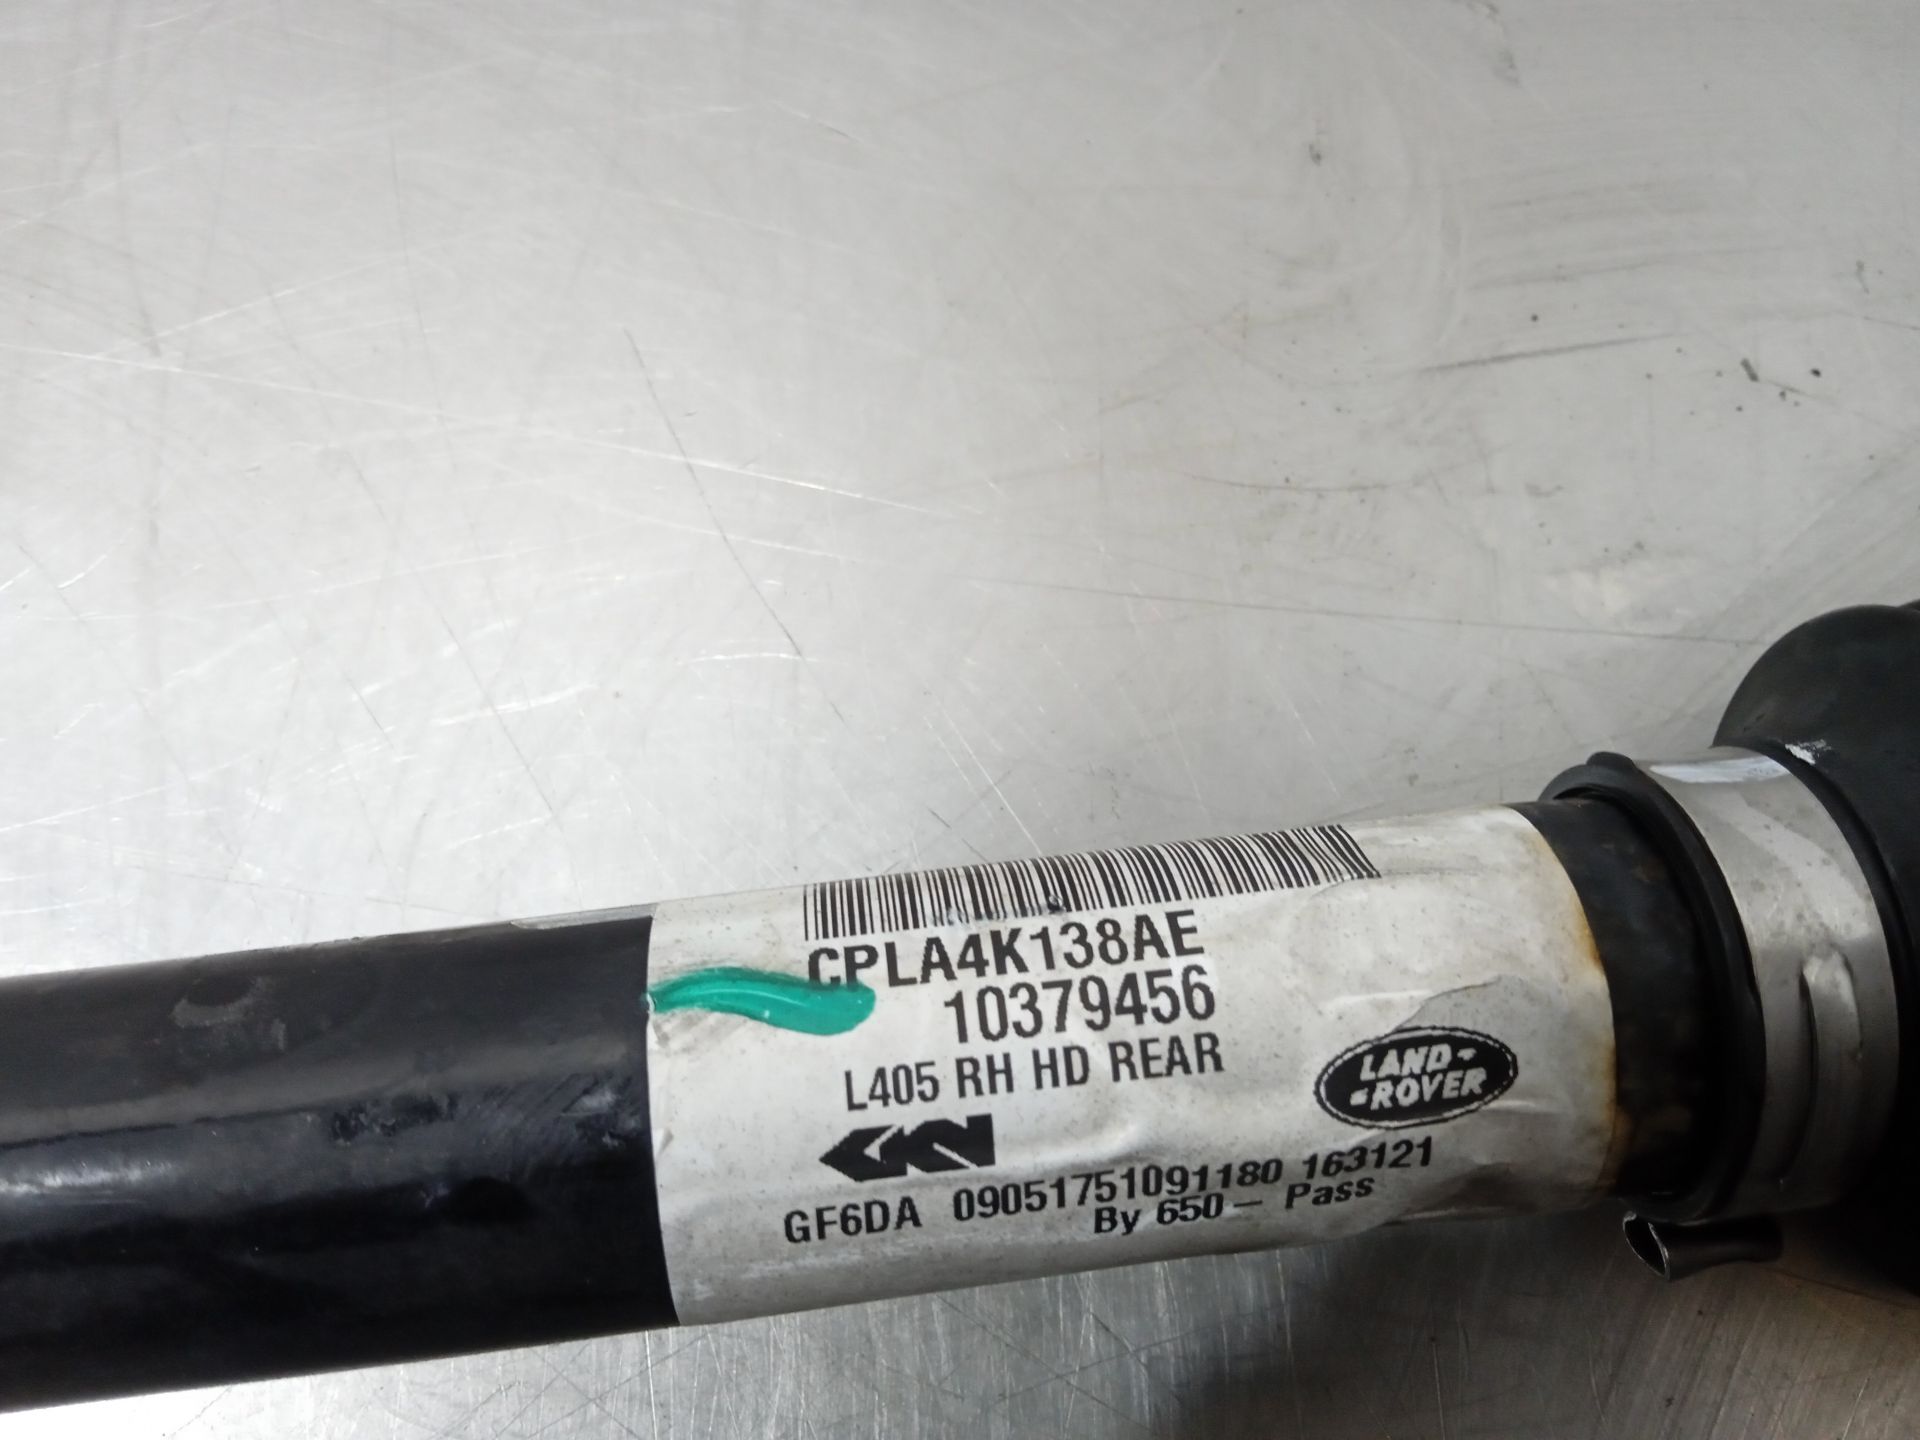 CPLA4K138AE
10379456
L405 RH HD REAR
LAND-
-ROVER
GKN
GF6DA 09051751091180 163121
By 650- Pass